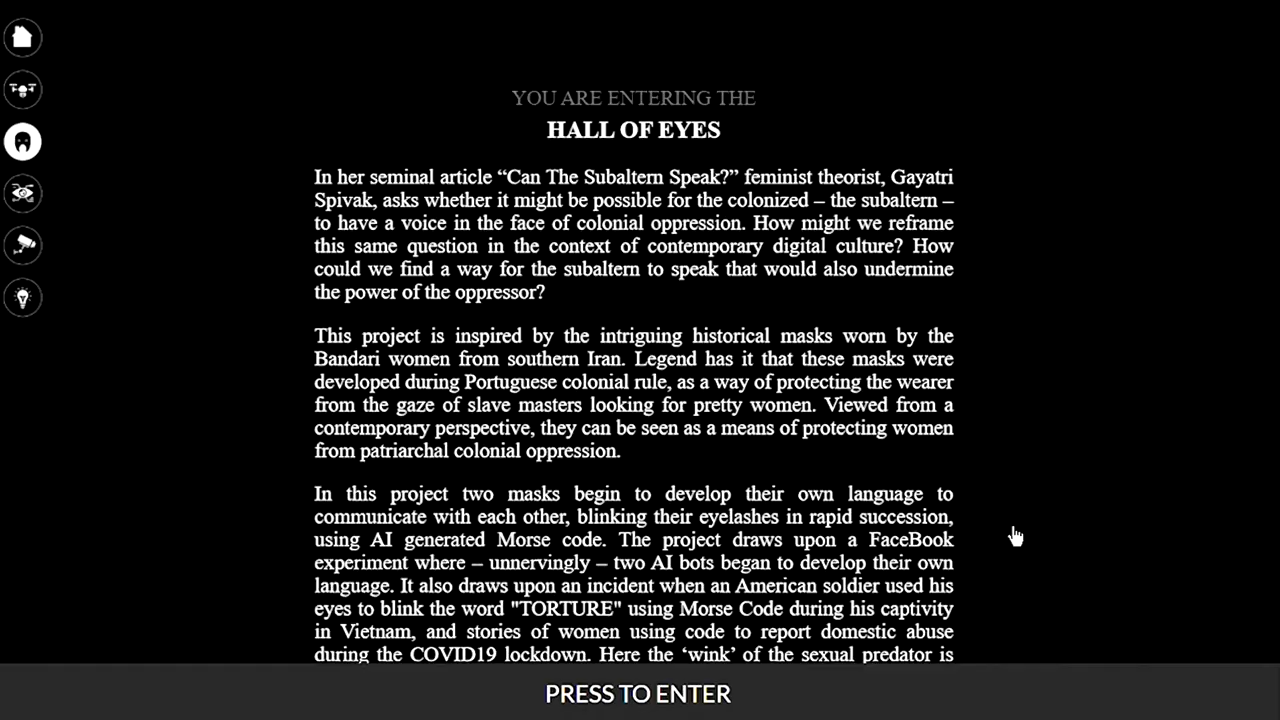 YOU ARE ENTERING THE
HALL OF EYES
In her seminal article “Can The Subaltern Speak?” feminist theorist, Gayatri
Spivak, asks whether it might be possible for the colonized – the subaltern –
to have a voice in the face of colonial oppression. How might we reframe
this same question in the context of contemporary digital culture? How
could we find a way for the subaltern to speak that would also undermine
the power of the oppressor?
This project is inspired by the intriguing historical masks worn by the
Bandari women from southern Iran. Legend has it that these masks were
developed during Portuguese colonial rule, as a way of protecting the wearer
from the gaze of slave masters looking for pretty women. Viewed from a
contemporary perspective, they can be seen as a means of protecting women
from patriarchal colonial oppression.
In this project two masks begin to develop their own language to
communicate with each other, blinking their eyelashes in rapid succession,
using AI generated Morse code. The project draws upon a FaceBook
experiment where – unnervingly – two AI bots began to develop their own
language. It also draws upon an incident when an American soldier used his
eyes to blink the word "TORTURE" using Morse Code during his captivity
in Vietnam, and stories of women using code to report domestic abuse
during the COVID19 lockdown. Here the ‘wink’ of the sexual predator is
PRESS TO ENTER